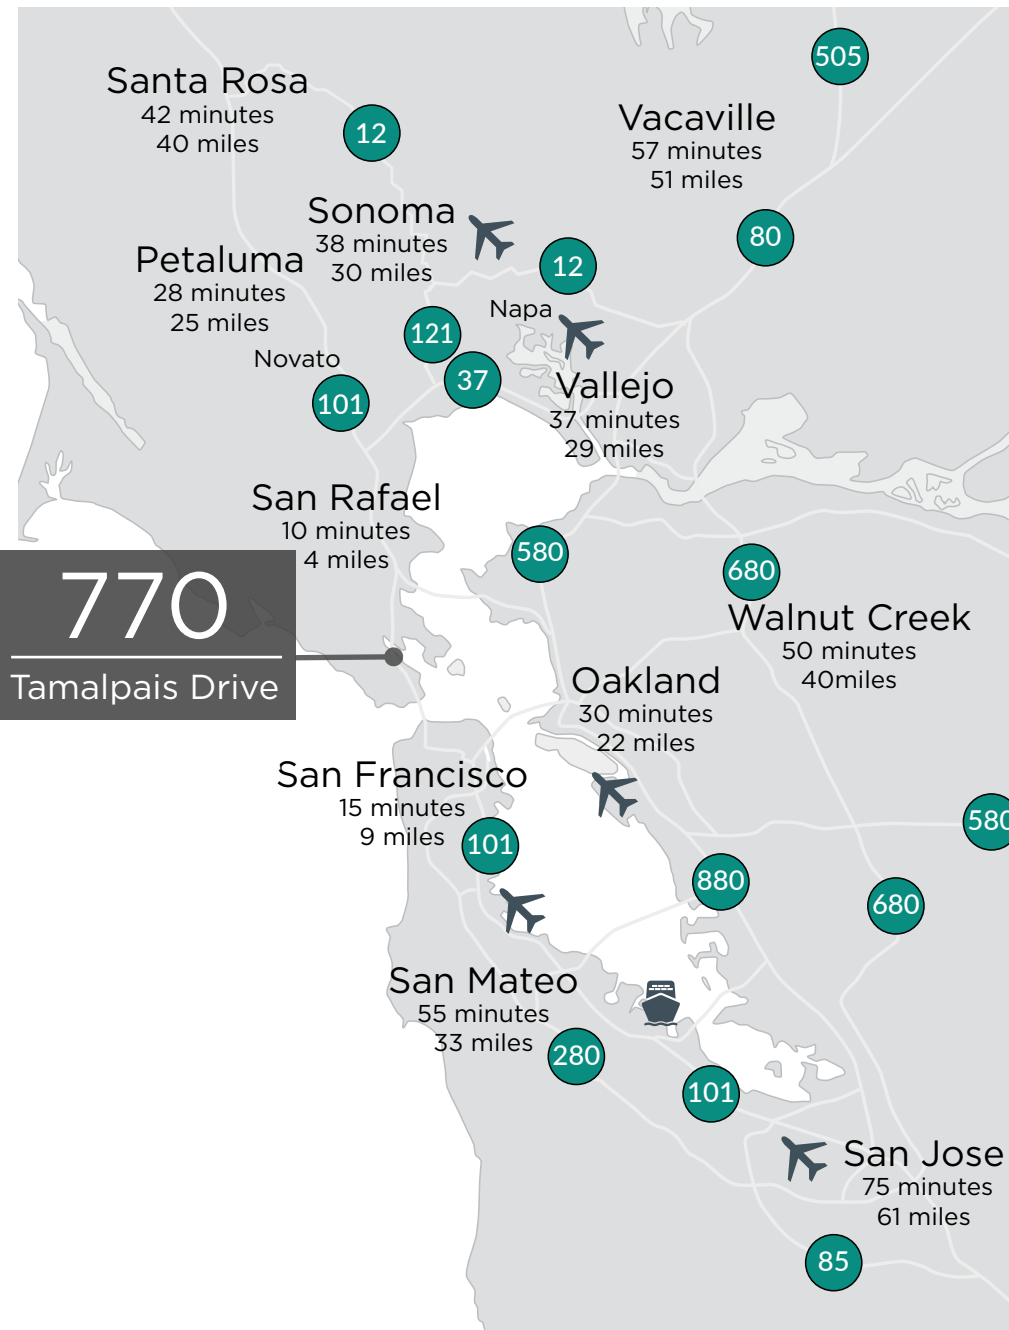 505
Santa Rosa
42 minutes
40 miles
12
Vacaville
57 minutes
51 miles
Sonoma
38 minutes
30 miles
80
12
Petaluma
28 minutes
25 miles
Napa
121
Novato
37
101
Vallejo
37 minutes
29 miles
San Rafael
10 minutes
4 miles
580
680
770
Tamalpais Drive
Walnut Creek
50 minutes
40miles
Oakland
30 minutes
22 miles
San Francisco
15 minutes
9 miles
101
580
880
680
San Mateo
55 minutes
33 miles
280
101
San Jose
75 minutes
61 miles
85